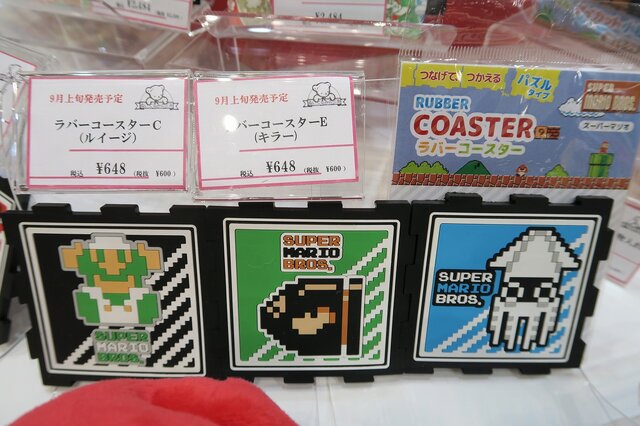 ¥2,484
¥2,484
9月上旬発売予定
ラバーコースターC
(ルイージ)
税込 ¥648 (税抜 ¥600)
9月上旬発売予定
バーコースターE
(キラー)
税込 ¥648 (税抜 ¥600)
つなげて つかえる
パズル
タイプ
RUBBER
COASTER
ラバーコースター
SUPER
MARIO BROS.
スーパーマリオ
SUPER
MARIO
BROS.
SUPER
MARIO
BROS.
SUPER
MARIO
BROS.